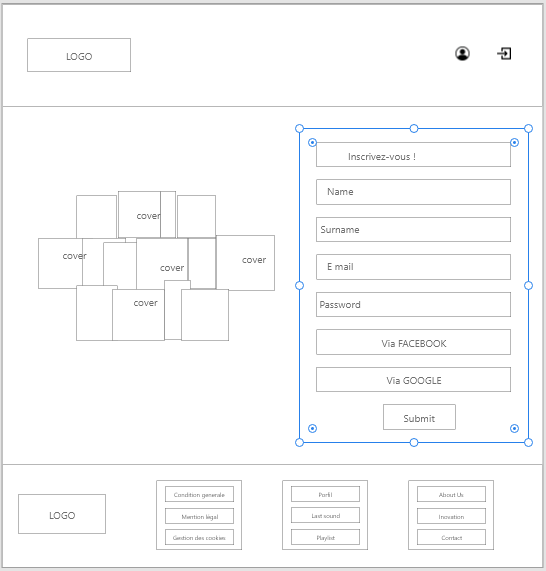 LOGO
Inscrivez-vous !
Name
Surname
E mail
Password
Via FACEBOOK
Via GOOGLE
Submit
cover
cover
cover
cover
cover
LOGO
Condition generale
Mention légal
Gestion des cookies
Porfil
Last sound
Playlist
About Us
Inovation
Contact